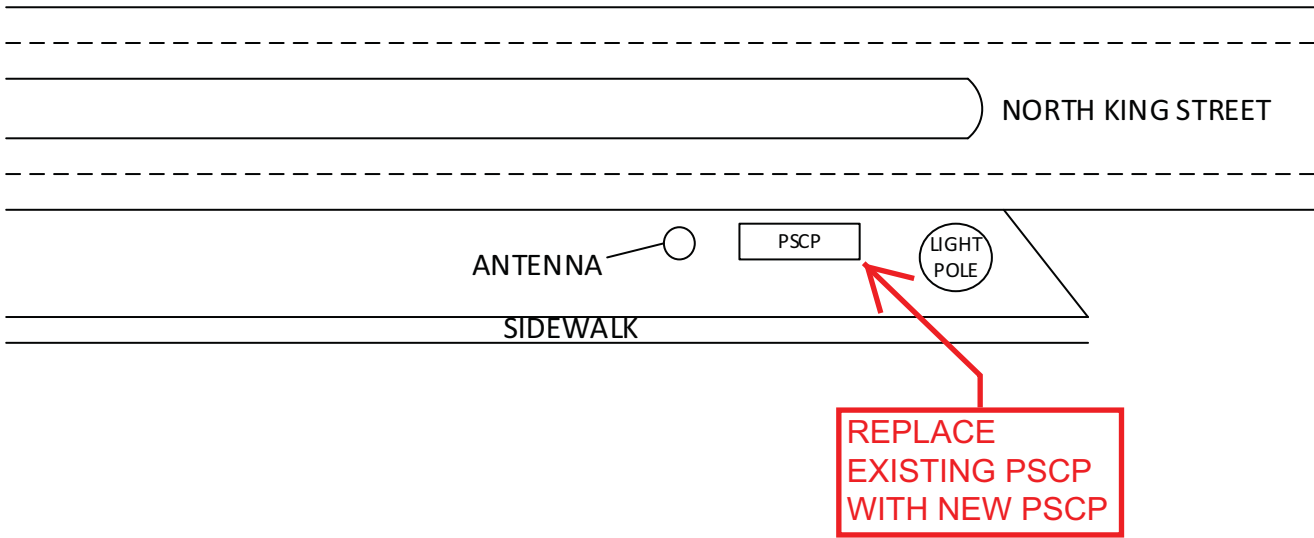 NORTH KING STREET
PSCP
LIGHT
POLE
ANTENNA
SIDEWALK
REPLACE
EXISTING PSCP
WITH NEW PSCP